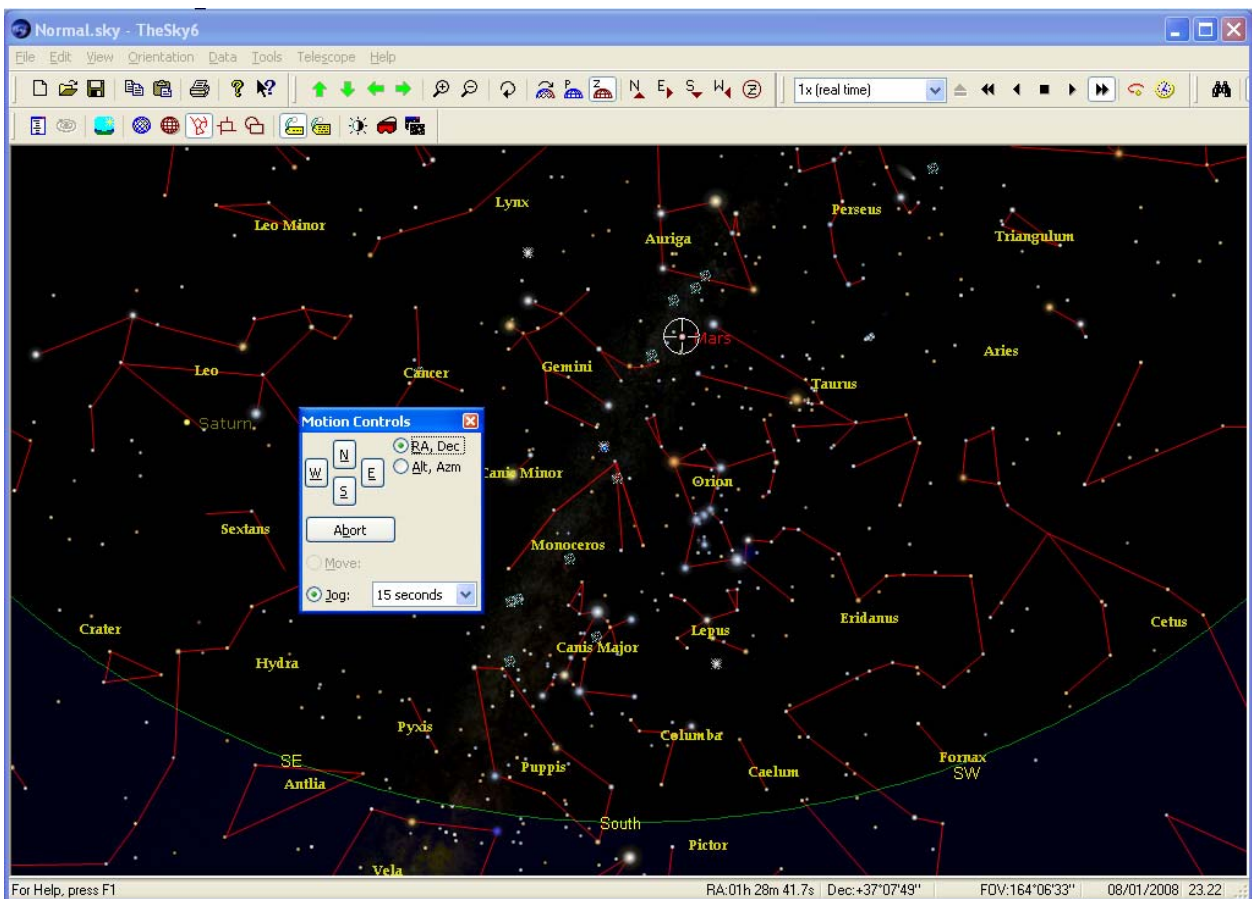 Normal.sky - TheSky6
File Edit View Orientation Data Tools Telescope Help
N E S W Z 1x (real time)
Lynx
Perseus
Leo Minor
Auriga
Triangulum
Mars
Aries
Leo
Cancer
Gemini
Taurus
Saturn
Motion Controls
N
W E
S
RA, Dec
Alt, Azm
Canis Minor
Orion
Sextans
Abort
Monoceros
Move:
Jog: 15 seconds
Crater
Lepus
Eridanus
Cetus
Canis Major
Hydra
Pyxis
Columba
SE
Puppis
Caelum
Fornax
SW
Antlia
South
Pictor
Vela
For Help, press F1 RA:01h 28m 41.7s Dec:+37°07'49" FOV:164°06'33" 08/01/2008 23.22